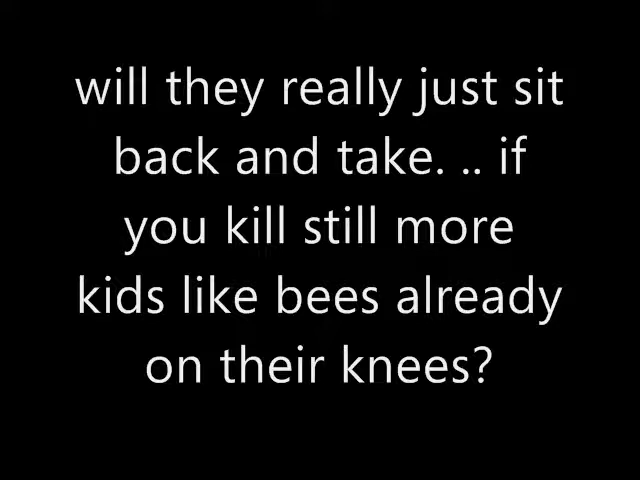 will they really just sit
back and take. .. if
you kill still more
kids like bees already
on their knees?